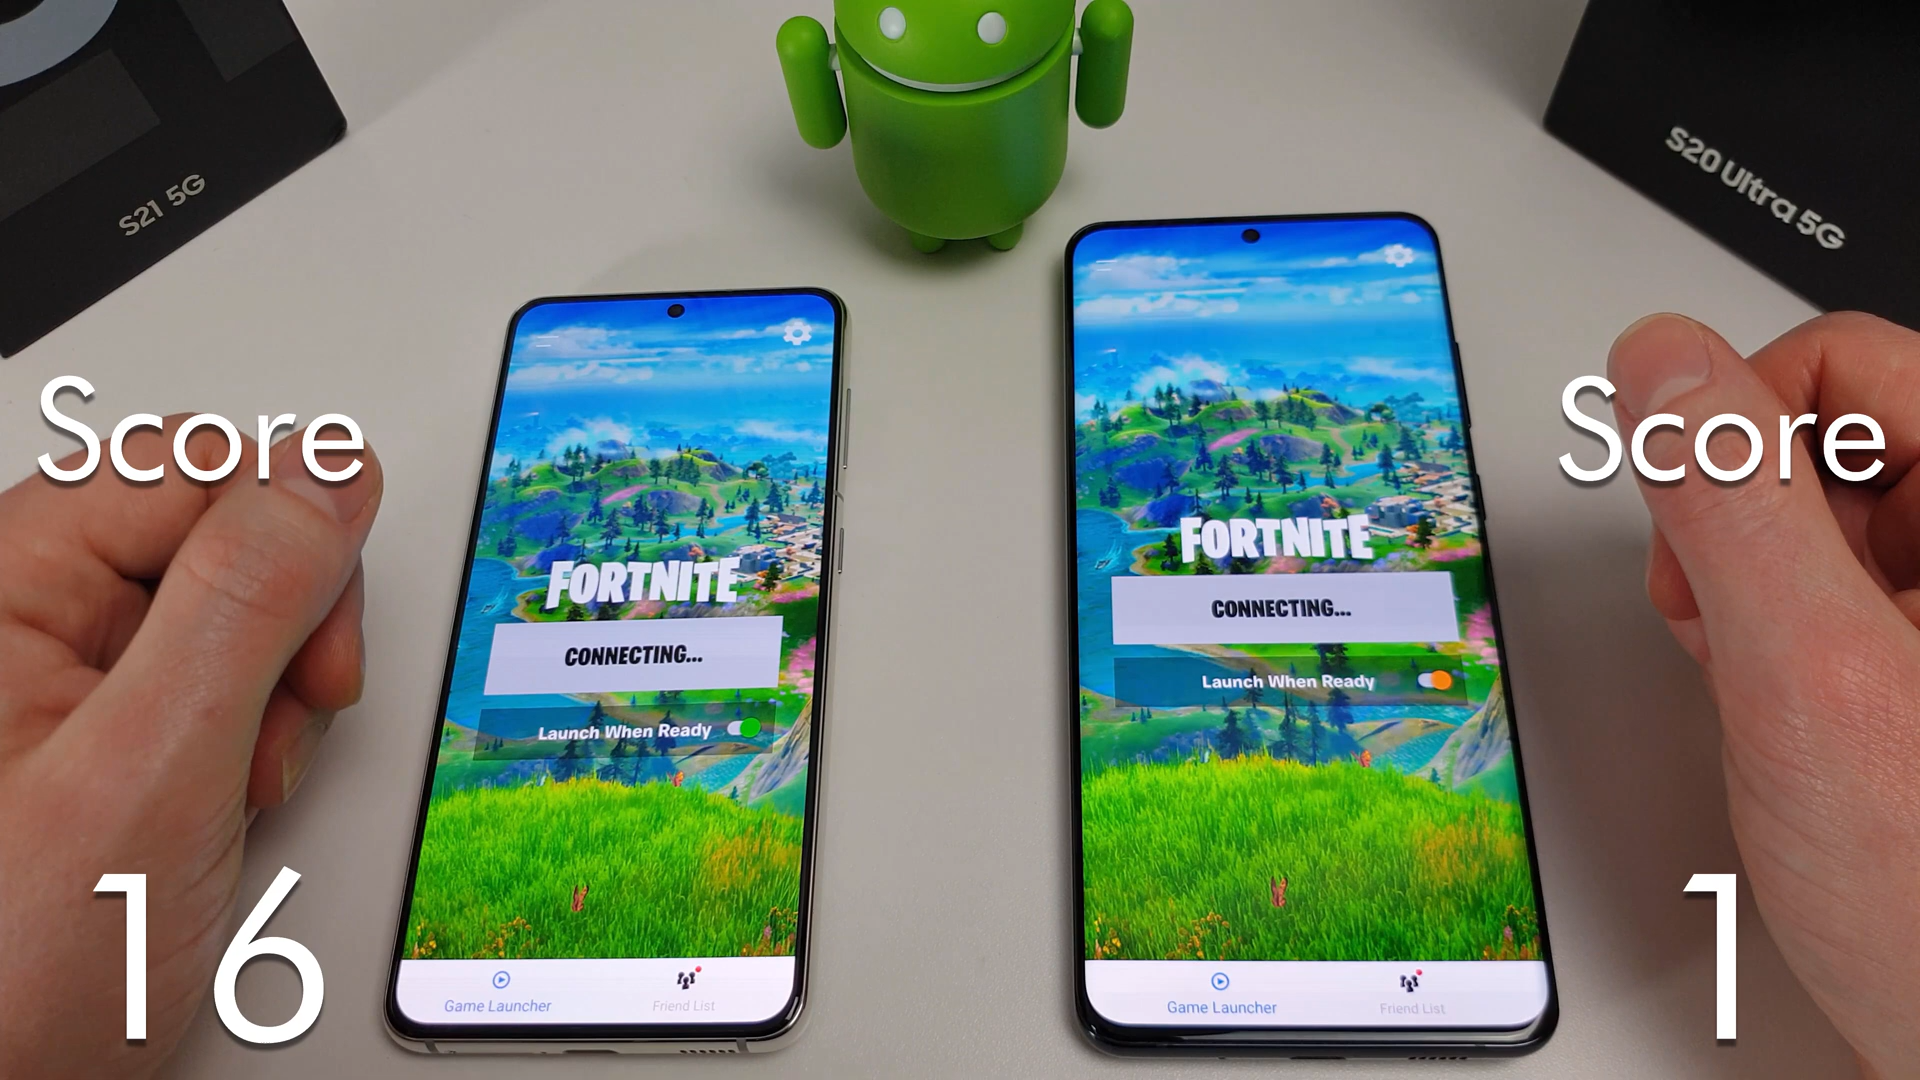 S21 5G
S20 Ultra 5G
Score
16
FORTNITE
CONNECTING...
Launch When Ready
Game Launcher
Friend List
FORTNITE
CONNECTING...
Launch When Ready
Game Launcher
Friend List
Score
1